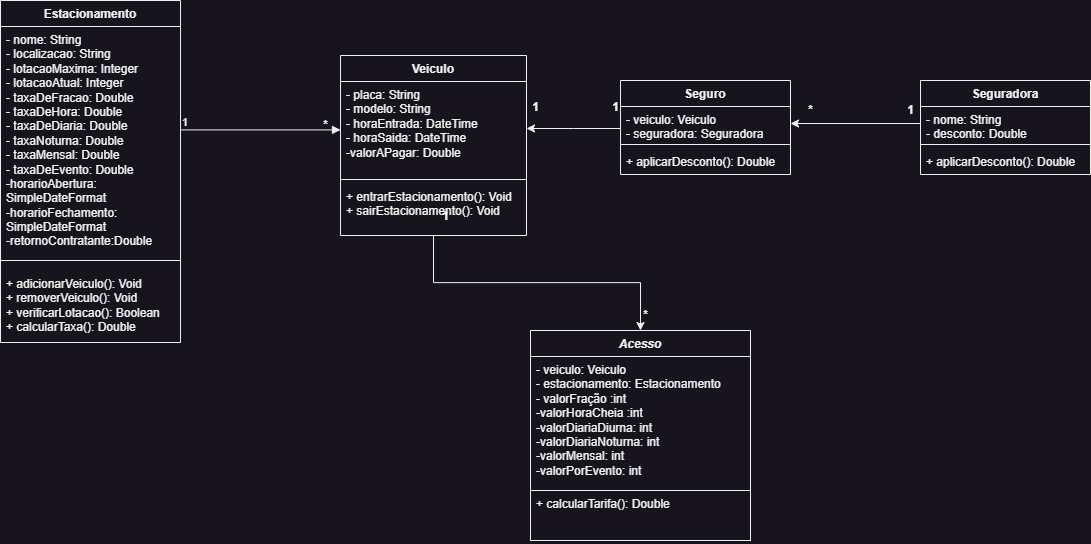 Estacionamento
- nome: String
- localizacao: String
- lotacaoMaxima: Integer
- lotacaoAtual: Integer
- taxaDeFracao: Double
- taxaDeHora: Double
- taxaDeDiaria: Double
- taxaNoturna: Double
- taxaMensal: Double
- taxaDeEvento: Double
-horarioAbertura:
SimpleDateFormat
-horarioFechamento:
SimpleDateFormat
-retornoContratante:Double
+ adicionarVeiculo(): Void
+ removerVeiculo(): Void
+ verificarLotacao(): Boolean
+ calcularTaxa(): Double
1
*
Veiculo
- placa: String
- modelo: String
- horaEntrada: DateTime
- horaSaida: DateTime
-valorAPagar: Double
+ entrarEstacionamento(): Void
+ sairEstacionamento(): Void
1
1
Seguro
- veiculo: Veiculo
- seguradora: Seguradora
+ aplicarDesconto(): Double
*
1
Seguradora
- nome: String
- desconto: Double
+ aplicarDesconto(): Double
*
Acesso
- veiculo: Veiculo
- estacionamento: Estacionamento
- valorFração :int
-valorHoraCheia :int
-valorDiariaDiurna: int
-valorDiariaNoturna: int
-valorMensal: int
-valorPorEvento: int
+ calcularTarifa(): Double